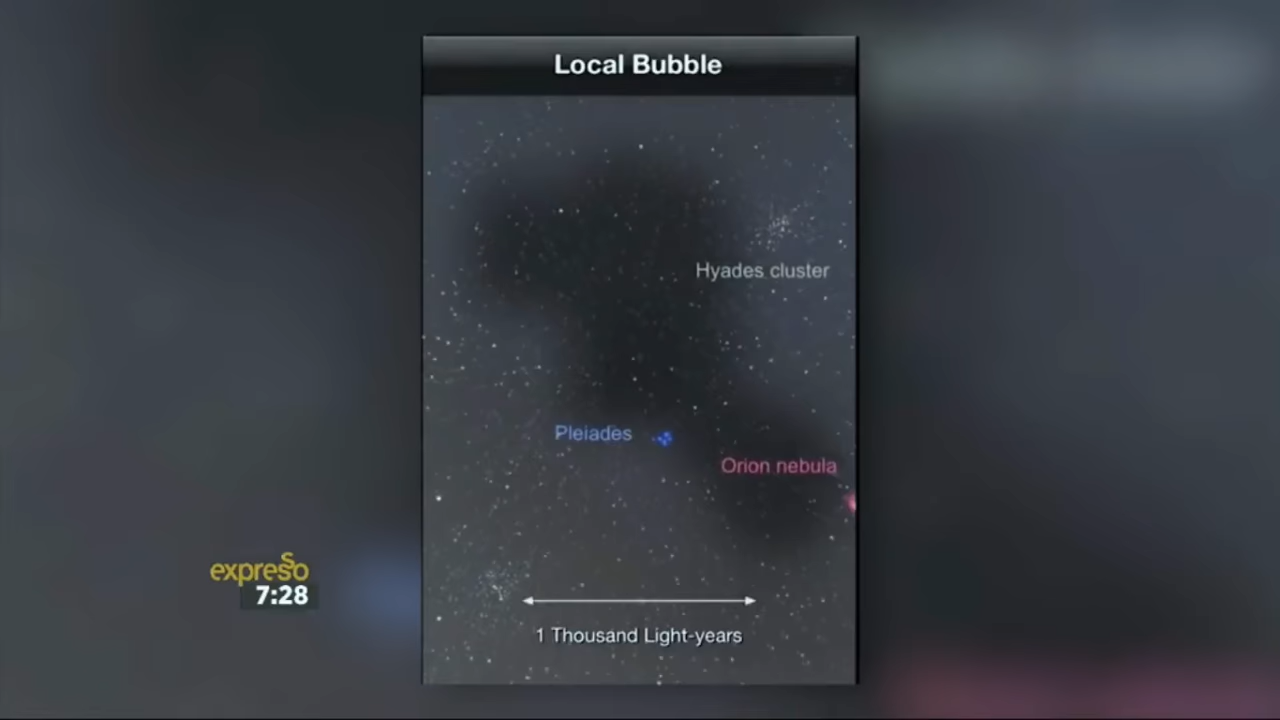 Local Bubble
Hyades cluster
Pleiades
Orion nebula
expresso
7:28
1 Thousand Light-years